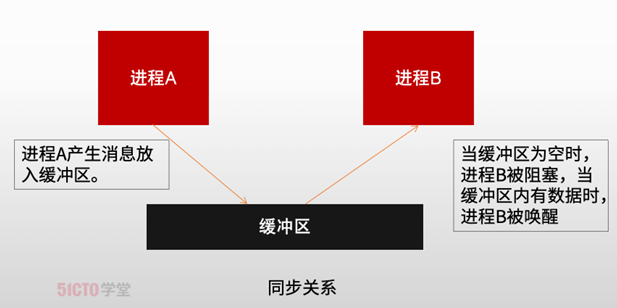 进程A
进程B
进程A产生消息放
入缓冲区。
当缓冲区为空时，
进程B被阻塞，当
缓冲区内有数据时，
进程B被唤醒
缓冲区
51CTO学堂
同步关系